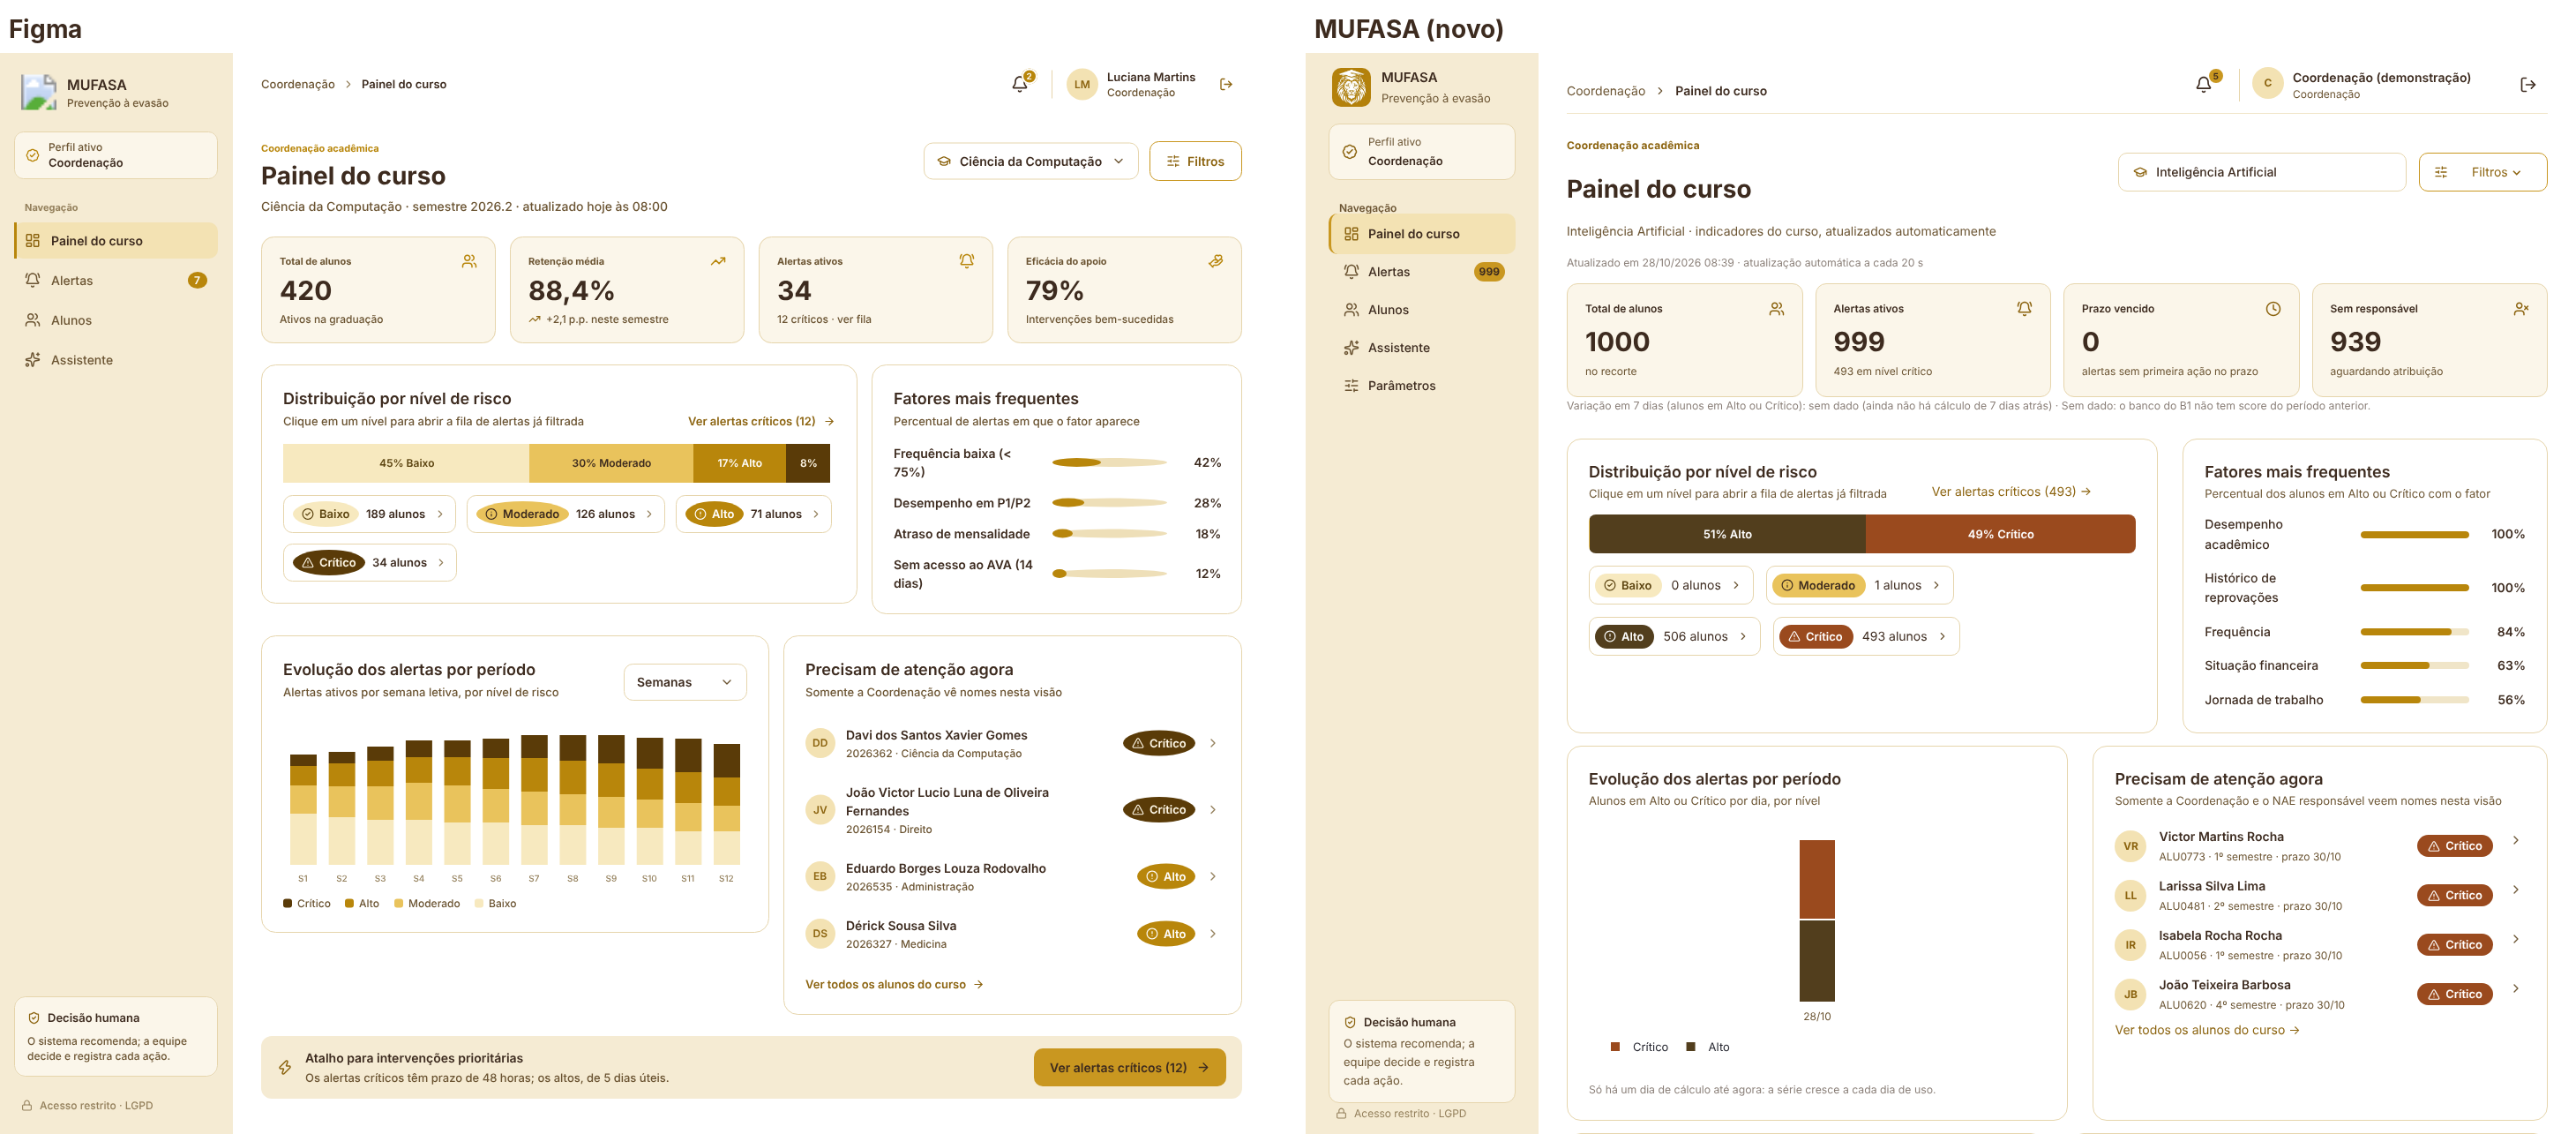 Figma
MUFASA
Prevenção à evasão
Perfil ativo
Coordenação
Navegação
Painel do curso
Alertas
7
Alunos
Assistente
Decisão humana
O sistema recomenda; a equipe
decide e registra cada ação.
Acesso restrito · LGPD
Coordenação
Painel do curso
2
LM
Luciana Martins
Coordenação
Coordenação acadêmica
Painel do curso
Ciência da Computação · semestre 2026.2 · atualizado hoje às 08:00
Ciência da Computação
Filtros
Total de alunos
420
Ativos na graduação
Retenção média
88,4%
+2,1 p.p. neste semestre
Alertas ativos
34
12 críticos · ver fila
Eficácia do apoio
79%
Intervenções bem-sucedidas
Distribuição por nível de risco
Clique em um nível para abrir a fila de alertas já filtrada
Ver alertas críticos (12) →
45% Baixo
30% Moderado
17% Alto
8%
Baixo 189 alunos
Moderado 126 alunos
Alto 71 alunos
Crítico 34 alunos
Fatores mais frequentes
Percentual de alertas em que o fator aparece
Frequência baixa (<
75%)
42%
Desempenho em P1/P2
28%
Atraso de mensalidade
18%
Sem acesso ao AVA (14
dias)
12%
Evolução dos alertas por período
Alertas ativos por semana letiva, por nível de risco
Semanas
S1 S2 S3 S4 S5 S6 S7 S8 S9 S10 S11 S12
Crítico Alto Moderado Baixo
Precisam de atenção agora
Somente a Coordenação vê nomes nesta visão
DD
Davi dos Santos Xavier Gomes
2026362 · Ciência da Computação
Crítico
JV
João Victor Lucio Luna de Oliveira
Fernandes
2026154 · Direito
Crítico
EB
Eduardo Borges Louza Rodovalho
2026535 · Administração
Alto
DS
Dérick Sousa Silva
2026327 · Medicina
Alto
Ver todos os alunos do curso →
Atalho para intervenções prioritárias
Os alertas críticos têm prazo de 48 horas; os altos, de 5 dias úteis.
Ver alertas críticos (12) →
MUFASA (novo)
MUFASA
Prevenção à evasão
Perfil ativo
Coordenação
Navegação
Painel do curso
Alertas
999
Alunos
Assistente
Parâmetros
Decisão humana
O sistema recomenda; a
equipe decide e registra
cada ação.
Acesso restrito · LGPD
Coordenação
Painel do curso
5
C
Coordenação (demonstração)
Coordenação
Coordenação acadêmica
Painel do curso
Inteligência Artificial · indicadores do curso, atualizados automaticamente
Atualizado em 28/10/2026 08:39 · atualização automática a cada 20 s
Inteligência Artificial
Filtros
Total de alunos
1000
no recorte
Alertas ativos
999
493 em nível crítico
Prazo vencido
0
alertas sem primeira ação no prazo
Sem responsável
939
aguardando atribuição
Variação em 7 dias (alunos em Alto ou Crítico): sem dado (ainda não há cálculo de 7 dias atrás) · Sem dado: o banco do B1 não tem score do período anterior.
Distribuição por nível de risco
Clique em um nível para abrir a fila de alertas já filtrada
Ver alertas críticos (493) →
51% Alto
49% Crítico
Baixo 0 alunos
Moderado 1 alunos
Alto 506 alunos
Crítico 493 alunos
Fatores mais frequentes
Percentual dos alunos em Alto ou Crítico com o fator
Desempenho
acadêmico
100%
Histórico de
reprovações
100%
Frequência
84%
Situação financeira
63%
Jornada de trabalho
56%
Evolução dos alertas por período
Alunos em Alto ou Crítico por dia, por nível
28/10
Crítico Alto
Só há um dia de cálculo até agora: a série cresce a cada dia de uso.
Precisam de atenção agora
Somente a Coordenação e o NAE responsável veem nomes nesta visão
VR
Victor Martins Rocha
ALU0773 · 1º semestre · prazo 30/10
Crítico
LL
Larissa Silva Lima
ALU0481 · 2º semestre · prazo 30/10
Crítico
IR
Isabela Rocha Rocha
ALU0056 · 1º semestre · prazo 30/10
Crítico
JB
João Teixeira Barbosa
ALU0620 · 4º semestre · prazo 30/10
Crítico
Ver todos os alunos do curso →